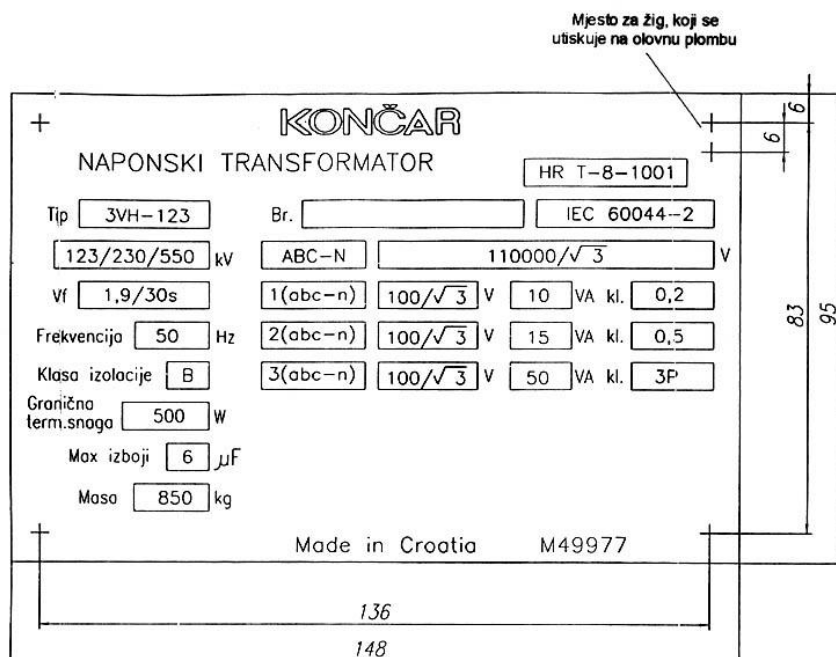 Mjesto za žig, koji se
utiskuje na olovnu plombu
KONČAR
NAPONSKI TRANSFORMATOR
HR T-8-1001
Tip 3VH-123 Br. IEC 60044-2
123/230/550 kV ABC-N 110000/√3 V
Vf 1,9/30s 1(abc-n) 100/√3 V 10 VA kl. 0,2
Frekvencija 50 Hz 2(abc-n) 100/√3 V 15 VA kl. 0,5
Klasa izolacije B 3(abc-n) 100/√3 V 50 VA kl. 3P
Granična
term.snaga 500 W
Max izboji 6 μF
Masa 850 kg
Made in Croatia M49977
6
6
83
95
136
148